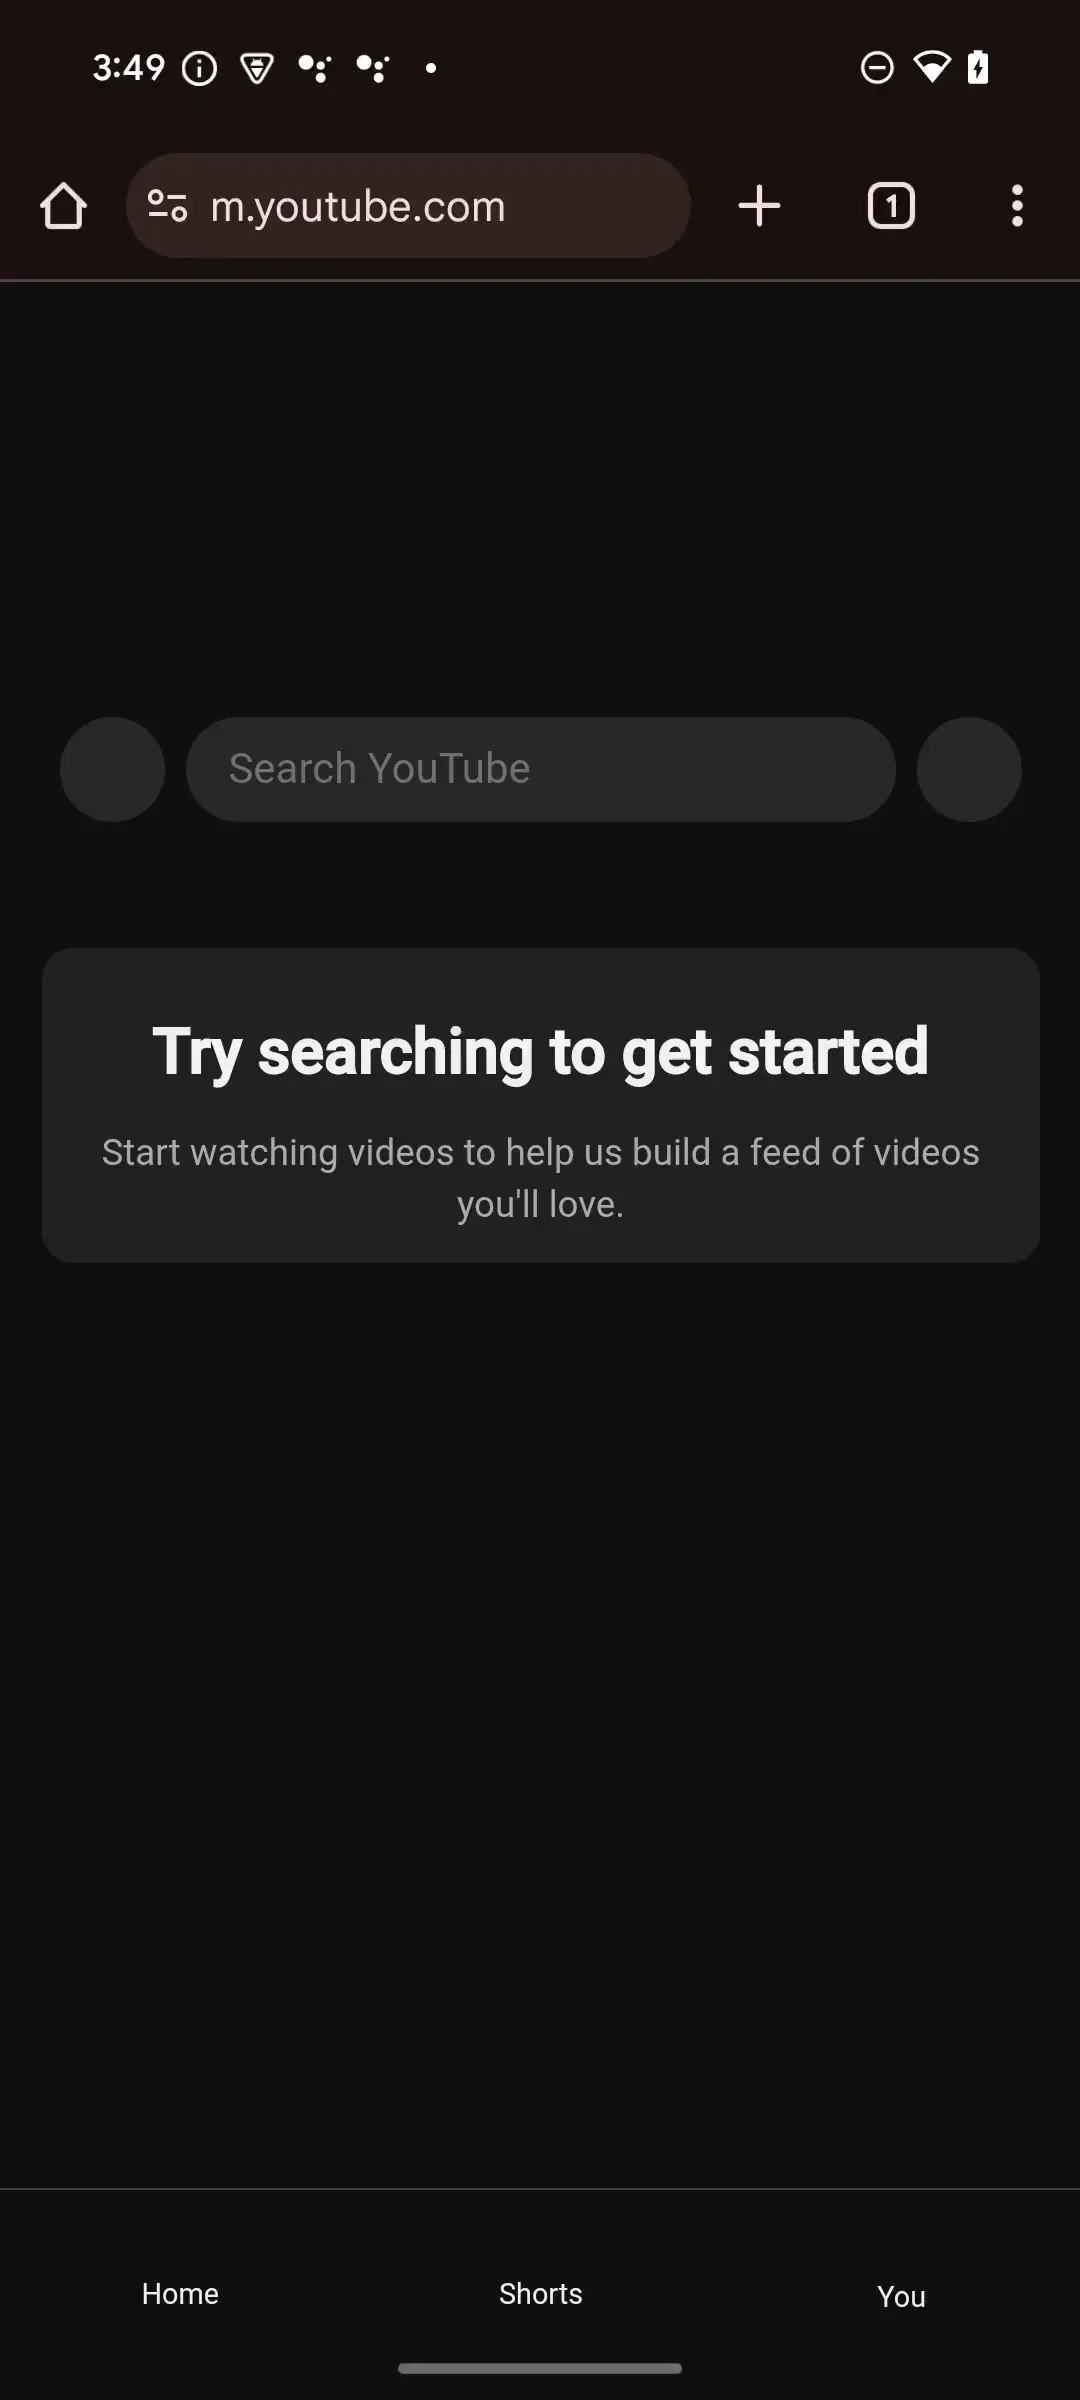 3:49
m.youtube.com
1
Search YouTube
Try searching to get started
Start watching videos to help us build a feed of videos
you'll love.
Home
Shorts
You